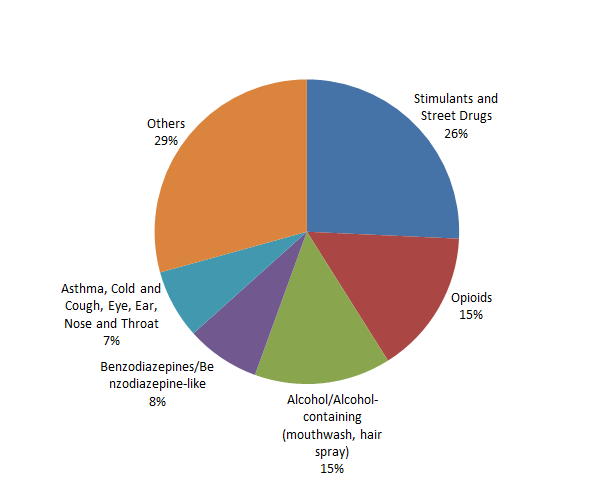 Stimulants and
Street Drugs
26%
Opioids
15%
Alcohol/Alcohol-
containing
(mouthwash, hair
spray)
15%
Benzodiazepines/Be
nzodiazepine-like
8%
Asthma, Cold and
Cough, Eye, Ear,
Nose and Throat
7%
Others
29%